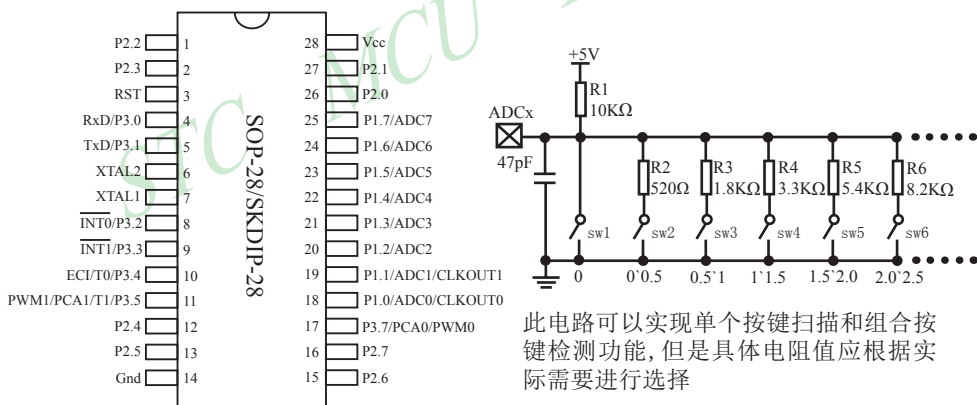 STC MCU
P2.2 1
P2.3 2
RST 3
RxD/P3.0 4
TxD/P3.1 5
XTAL2 6
XTAL1 7
INT0/P3.2 8
INT1/P3.3 9
ECI/T0/P3.4 10
PWM1/PCA1/T1/P3.5 11
P2.4 12
P2.5 13
Gnd 14
SOP-28/SKDIP-28
28 Vcc
27 P2.1
26 P2.0
25 P1.7/ADC7
24 P1.6/ADC6
23 P1.5/ADC5
22 P1.4/ADC4
21 P1.3/ADC3
20 P1.2/ADC2
19 P1.1/ADC1/CLKOUT1
18 P1.0/ADC0/CLKOUT0
17 P3.7/PCA0/PWM0
16 P2.7
15 P2.6
+5V
R1
10KΩ
ADCx
47pF
R2 R3 R4 R5 R6
520Ω 1.8KΩ 3.3KΩ 5.4KΩ 8.2KΩ
sw1 sw2 sw3 sw4 sw5 sw6
0 0`0.5 0.5`1 1`1.5 1.5`2.0 2.0`2.5
此电路可以实现单个按键扫描和组合按
键检测功能,但是具体电阻值应根据实
际需要进行选择